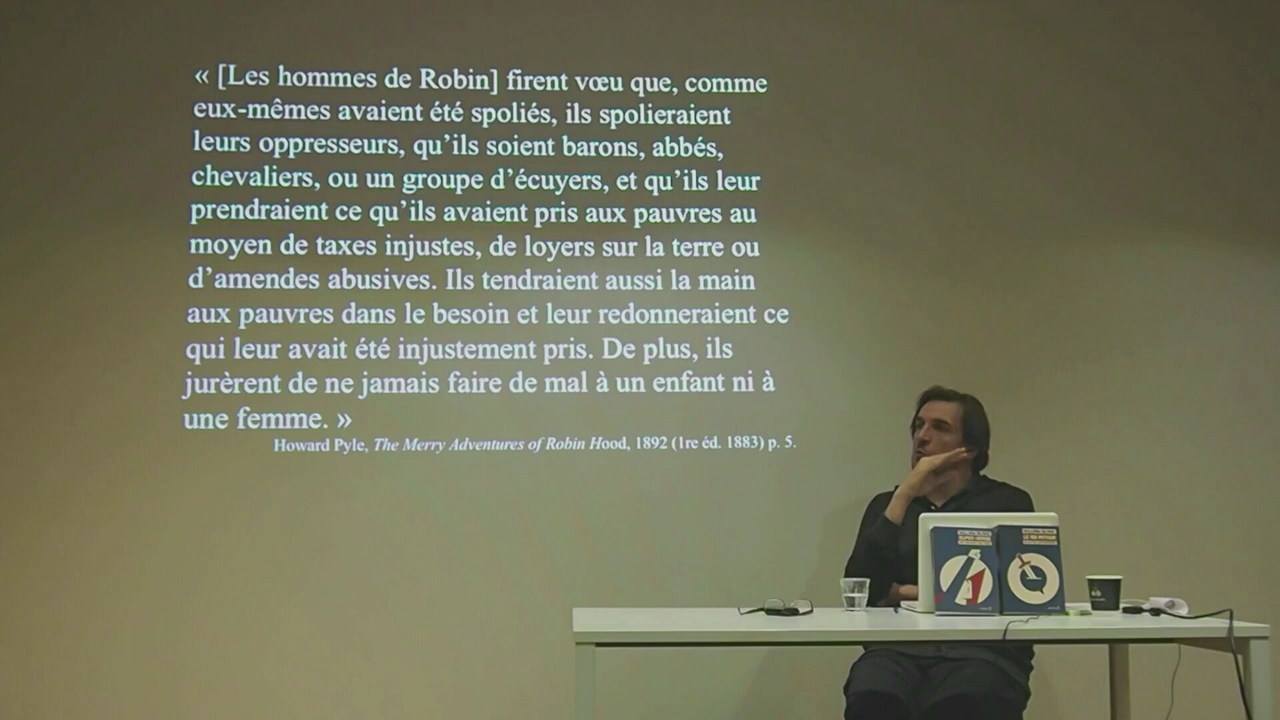 « [Les hommes de Robin] firent vœu que, comme
eux-mêmes avaient été spoliés, ils spolieraient
leurs oppresseurs, qu’ils soient barons, abbés,
chevaliers, ou un groupe d’écuyers, et qu’ils leur
prendraient ce qu’ils avaient pris aux pauvres au
moyen de taxes injustes, de loyers sur la terre ou
d’amendes abusives. Ils tendraient aussi la main
aux pauvres dans le besoin et leur redonneraient ce
qui leur avait été injustement pris. De plus, ils
jurèrent de ne jamais faire de mal à un enfant ni à
une femme. »
Howard Pyle, The Merry Adventures of Robin Hood, 1892 (1re éd. 1883) p. 5.
LE ROI ARTHUR